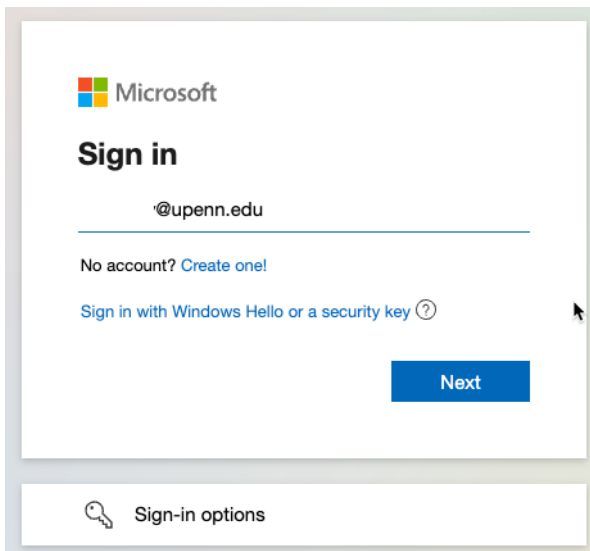 Microsoft
Sign in
@upenn.edu
No account? Create one!
Sign in with Windows Hello or a security key ?
Next
Sign-in options